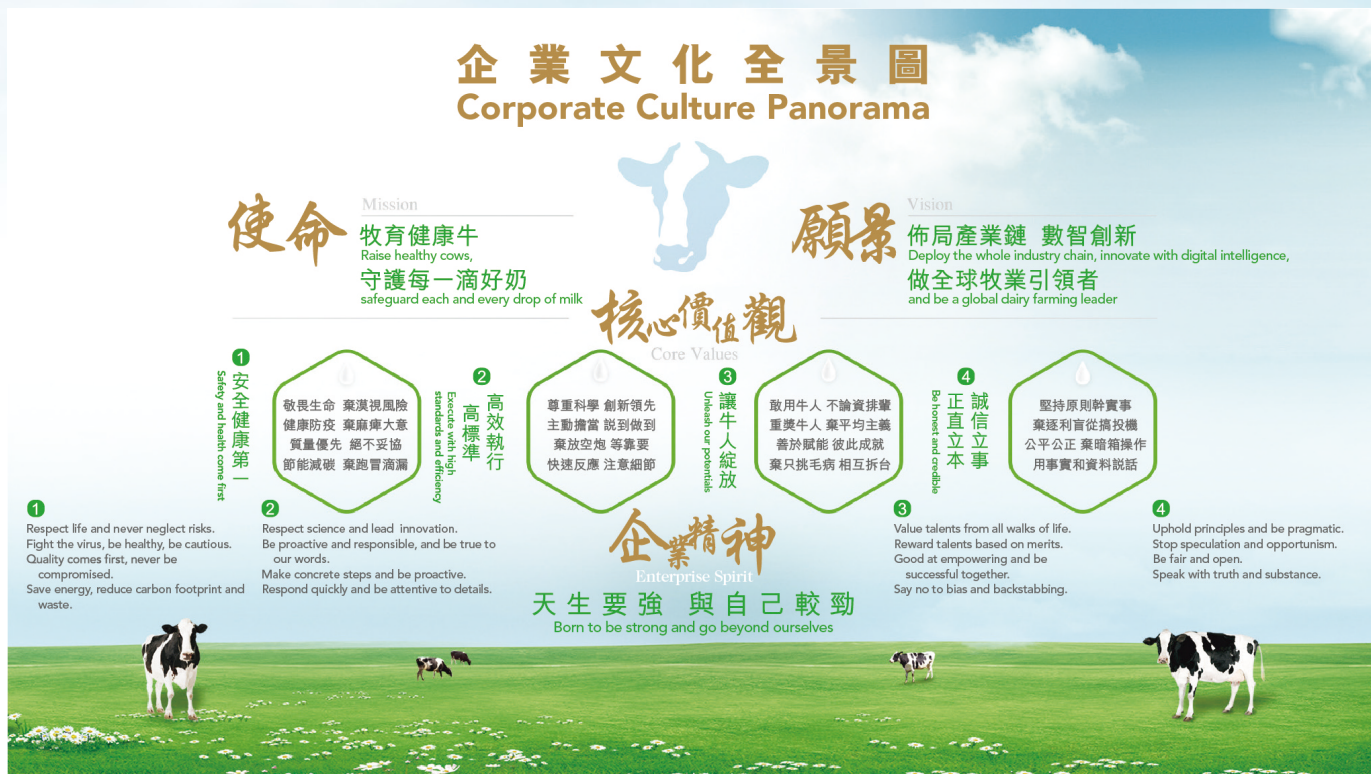 企業文化全景圖
Corporate Culture Panorama
使命
Mission
牧育健康牛
Raise healthy cows,
守護每一滴好奶
safeguard each and every drop of milk
願景
Vision
佈局產業鏈 數智創新
Deploy the whole industry chain, innovate with digital intelligence,
做全球牧業引領者
and be a global dairy farming leader
核心價值觀
Core Values
1
安全健康第一
Safety and health come first
敬畏生命 棄漠視風險
健康防疫 棄麻痺大意
質量優先 絕不妥協
節能減碳 棄跑冒滴漏
2
高效執行
高標準
Execute with high
standards and efficiency
尊重科學 創新領先
主動擔當 説到做到
棄放空炮 等靠要
快速反應 注意細節
3
讓牛人綻放
Unleash our potentials
敢用牛人 不論資排輩
重獎牛人 棄平均主義
善於賦能 彼此成就
棄只挑毛病 相互拆台
4
誠信立事
正直立本
Be honest and credible
堅持原則幹實事
棄逐利盲從搞投機
公平公正 棄暗箱操作
用事實和資料説話
1
Respect life and never neglect risks.
Fight the virus, be healthy, be cautious.
Quality comes first, never be
compromised.
Save energy, reduce carbon footprint and
waste.
2
Respect science and lead innovation.
Be proactive and responsible, and be true to
our words.
Make concrete steps and be proactive.
Respond quickly and be attentive to details.
企業精神
Enterprise Spirit
天生要強 與自己較勁
Born to be strong and go beyond ourselves
3
Value talents from all walks of life.
Reward talents based on merits.
Good at empowering and be
successful together.
Say no to bias and backstabbing.
4
Uphold principles and be pragmatic.
Stop speculation and opportunism.
Be fair and open.
Speak with truth and substance.